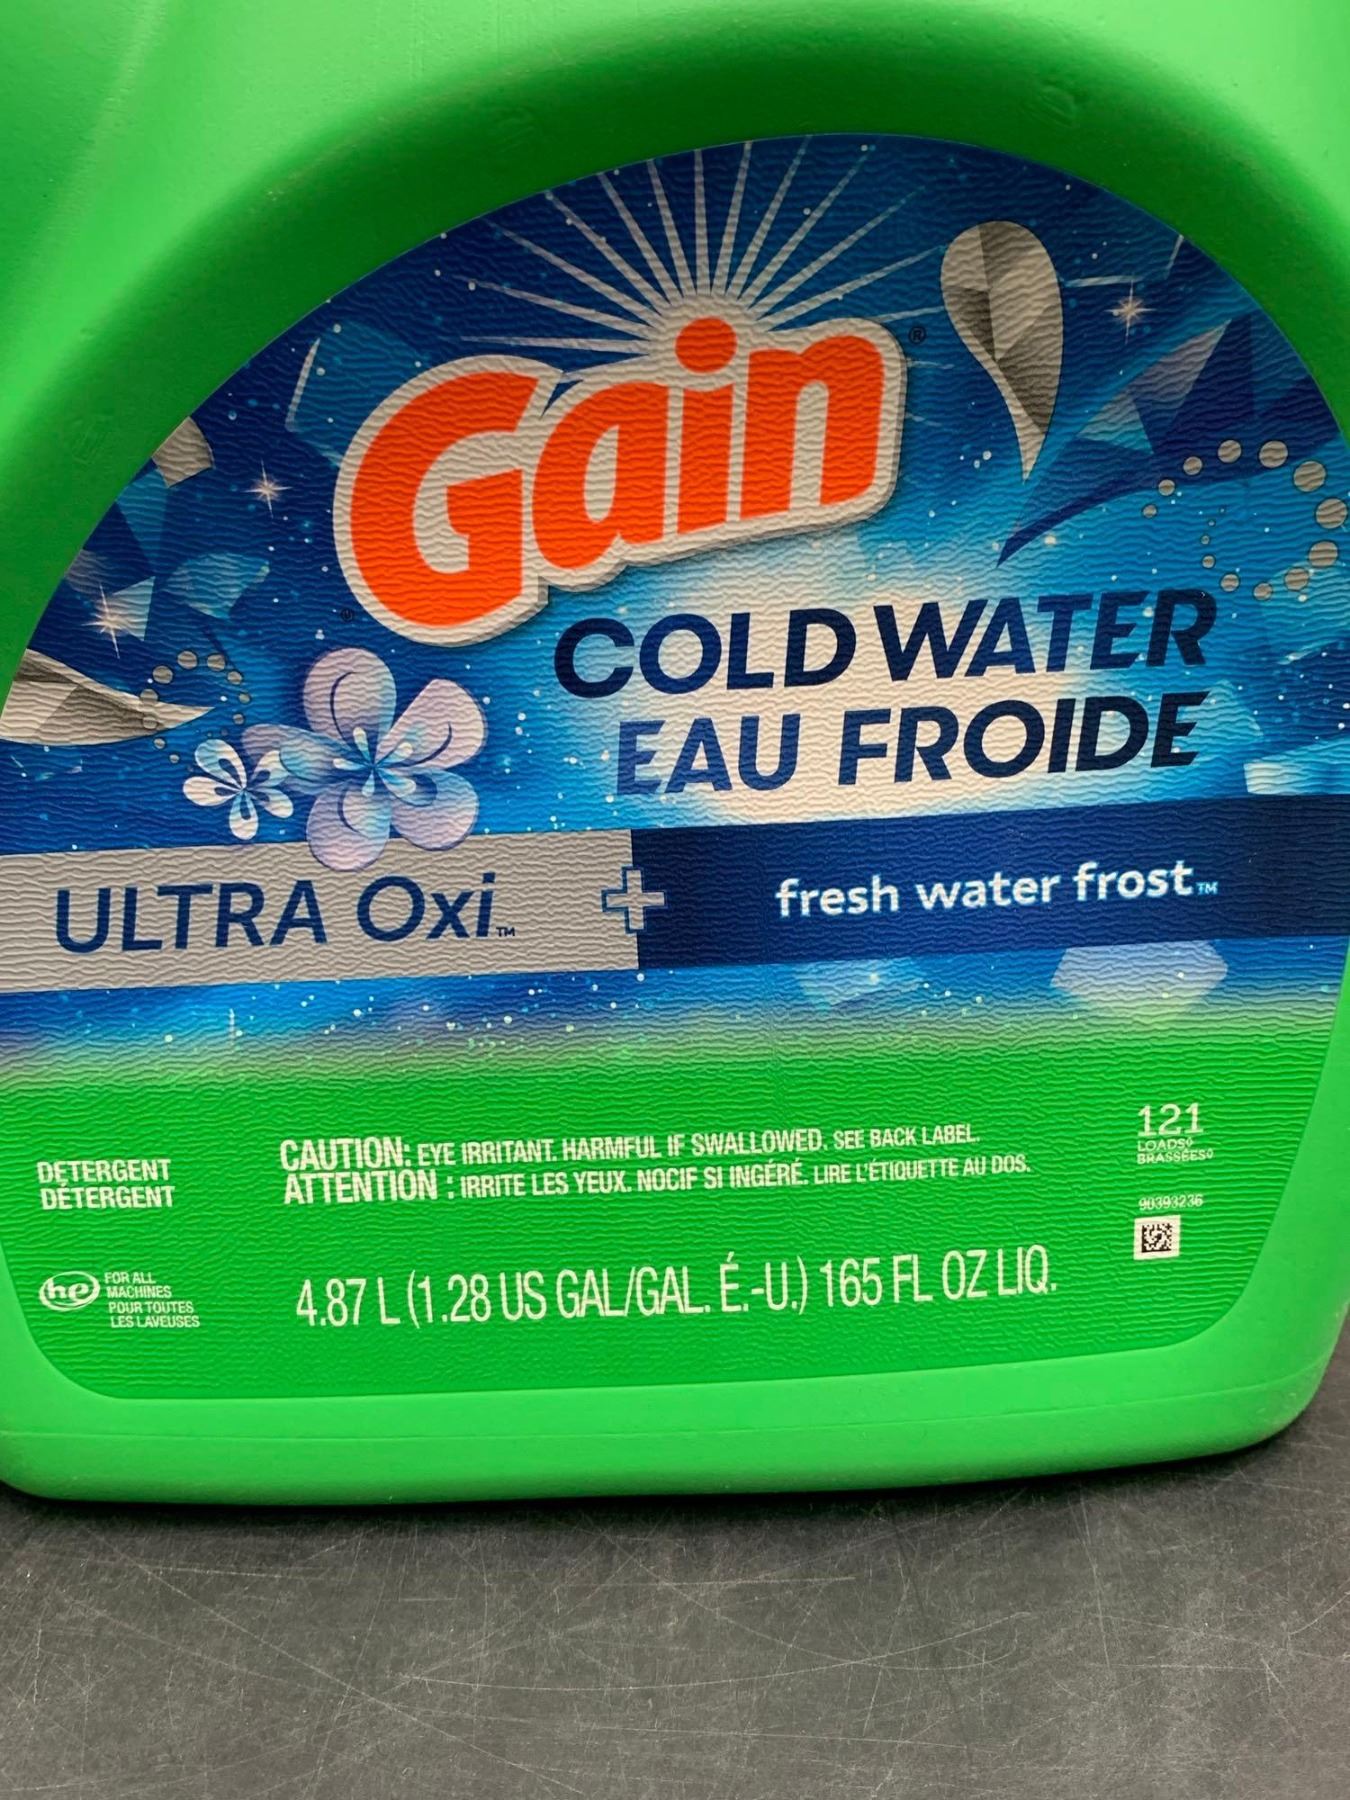 Gain®
®
COLD WATER
EAU FROIDE
ULTRA Oxi™ + fresh water frost™
DETERGENT
DÉTERGENT
CAUTION: EYE IRRITANT. HARMFUL IF SWALLOWED. SEE BACK LABEL.
ATTENTION : IRRITE LES YEUX. NOCIF SI INGÉRÉ. LIRE L'ÉTIQUETTE AU DOS.
121
LOADS◊
BRASSÉES◊
90393236
he FOR ALL
MACHINES
POUR TOUTES
LES LAVEUSES
4.87 L (1.28 US GAL/GAL. É.-U.) 165 FL OZ LIQ.